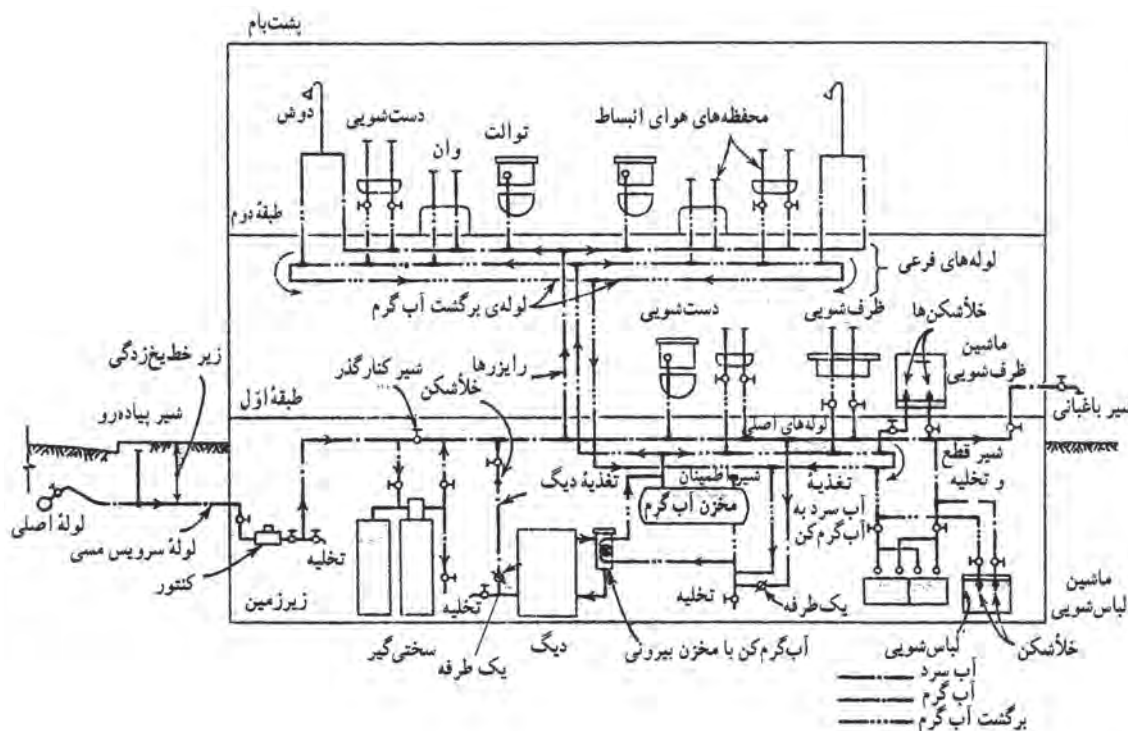 پشت‌بام
دوش
دست‌شویی
وان
توالت
محفظه‌های هوای انبساط
طبقهٔ دوم
لوله‌های فرعی
لوله‌ی برگشت آب گرم
دست‌شویی
ظرف‌شویی
خلأشکن‌ها
ماشین
ظرف‌شویی
زیر خط یخ‌زدگی
شیر پیاده‌رو
شیر کنارگذر
خلأشکن
رایزرها
طبقهٔ اوّل
لوله‌های اصلی
شیر باغبانی
شیر قطع
و تخلیه
لولهٔ اصلی
لولهٔ سرویس مسی
کنتور
تخلیه
تغذیهٔ دیگ
شیر اطمینان
مخزن آب گرم
تغذیهٔ
آب سرد به
آب‌گرم‌کن
زیرزمین
تخلیه
تخلیه
یک‌طرفه
ماشین
لباس‌شویی
سختی‌گیر
یک طرفه
دیگ
آب‌گرم‌کن با مخزن بیرونی
لباس‌شویی
خلأشکن
آب سرد
آب گرم
برگشت آب گرم